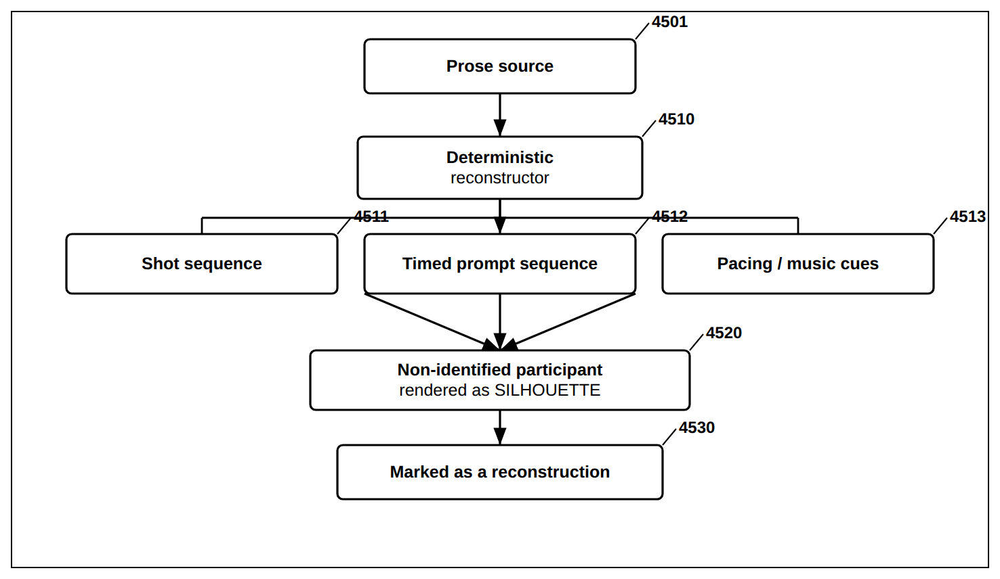 4501
Prose source
4510
Deterministic
reconstructor
4511
4512
4513
Shot sequence
Timed prompt sequence
Pacing / music cues
4520
Non-identified participant
rendered as SILHOUETTE
4530
Marked as a reconstruction